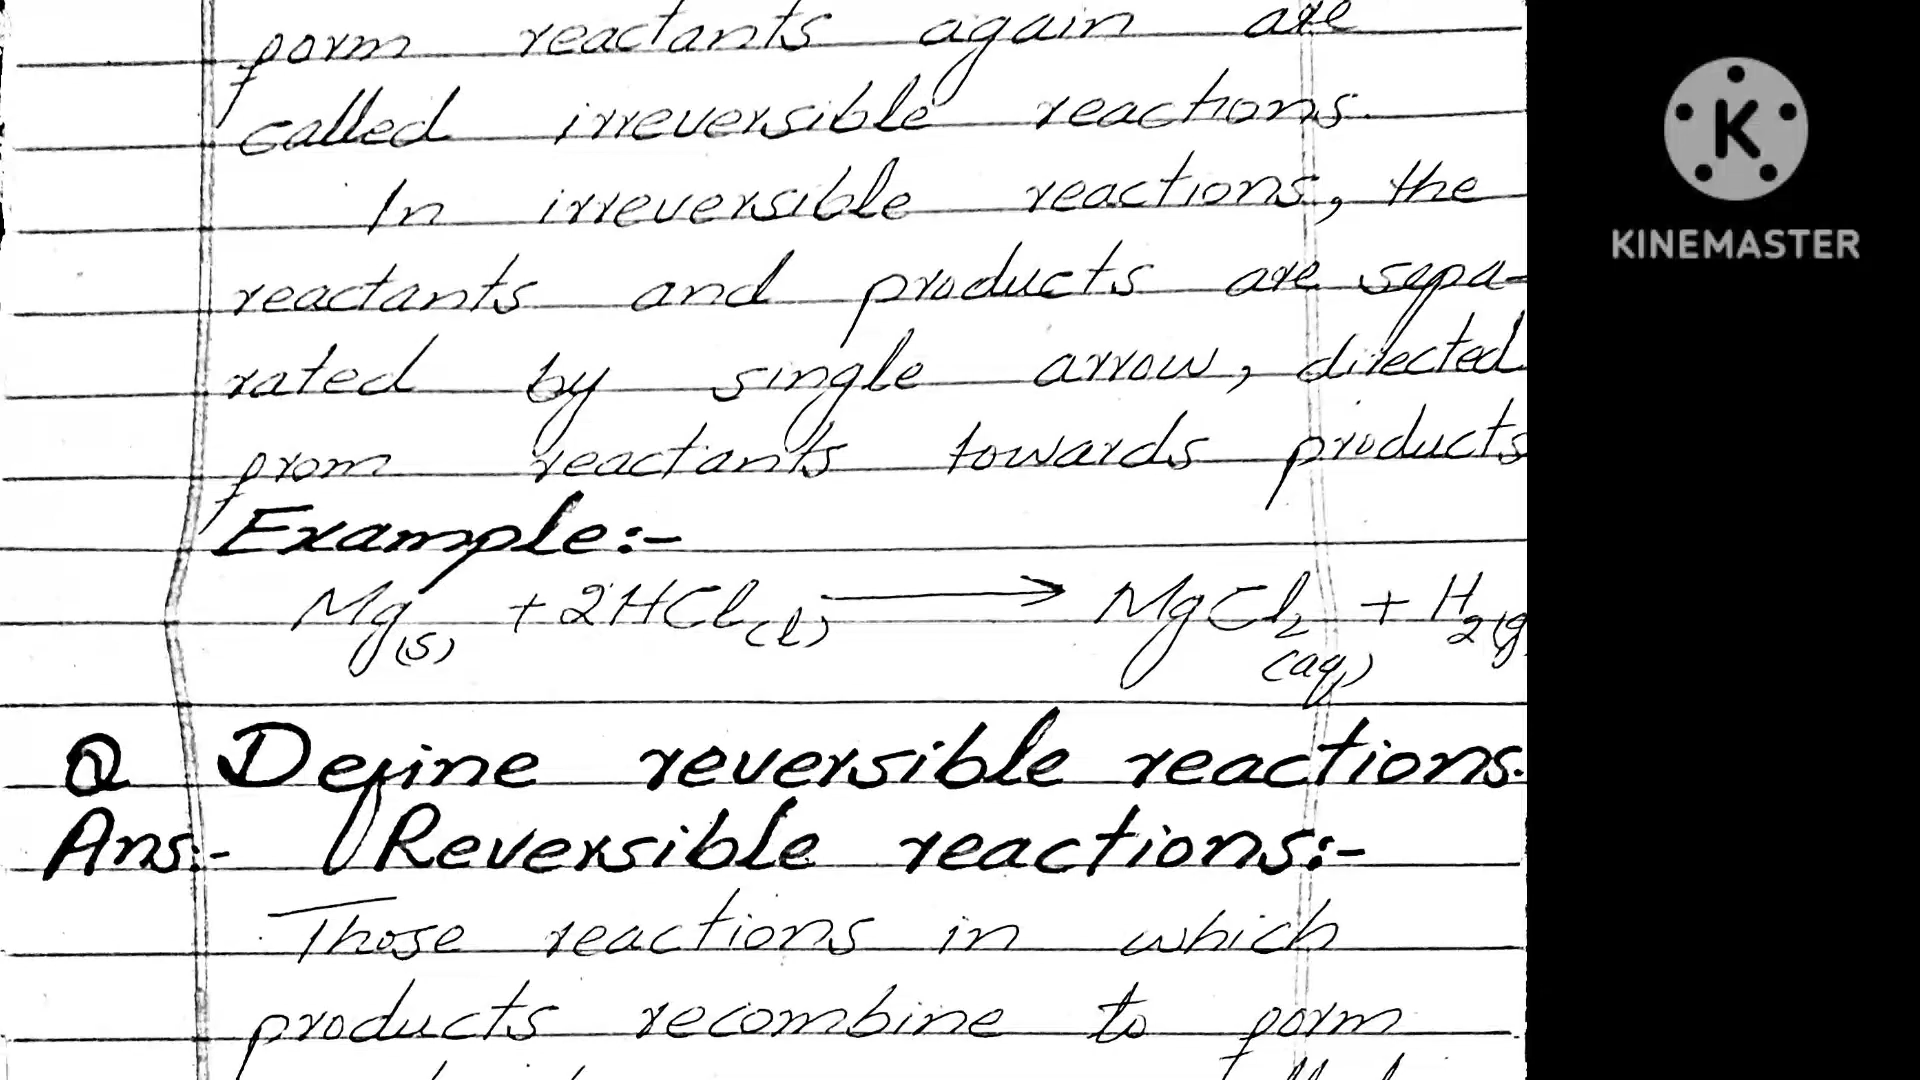 form reactants again are
called irreversible reactions.
In irreversible reactions, the
reactants and products are sepa-
rated by single arrow, directed
from reactants towards products
Example:-
Mg(s) + 2HCl(l) ⟶ MgCl2(aq) + H2(g
Q Define reversible reactions.
Ans:- Reversible reactions:-
Those reactions in which
products recombine to form
KINEMASTER